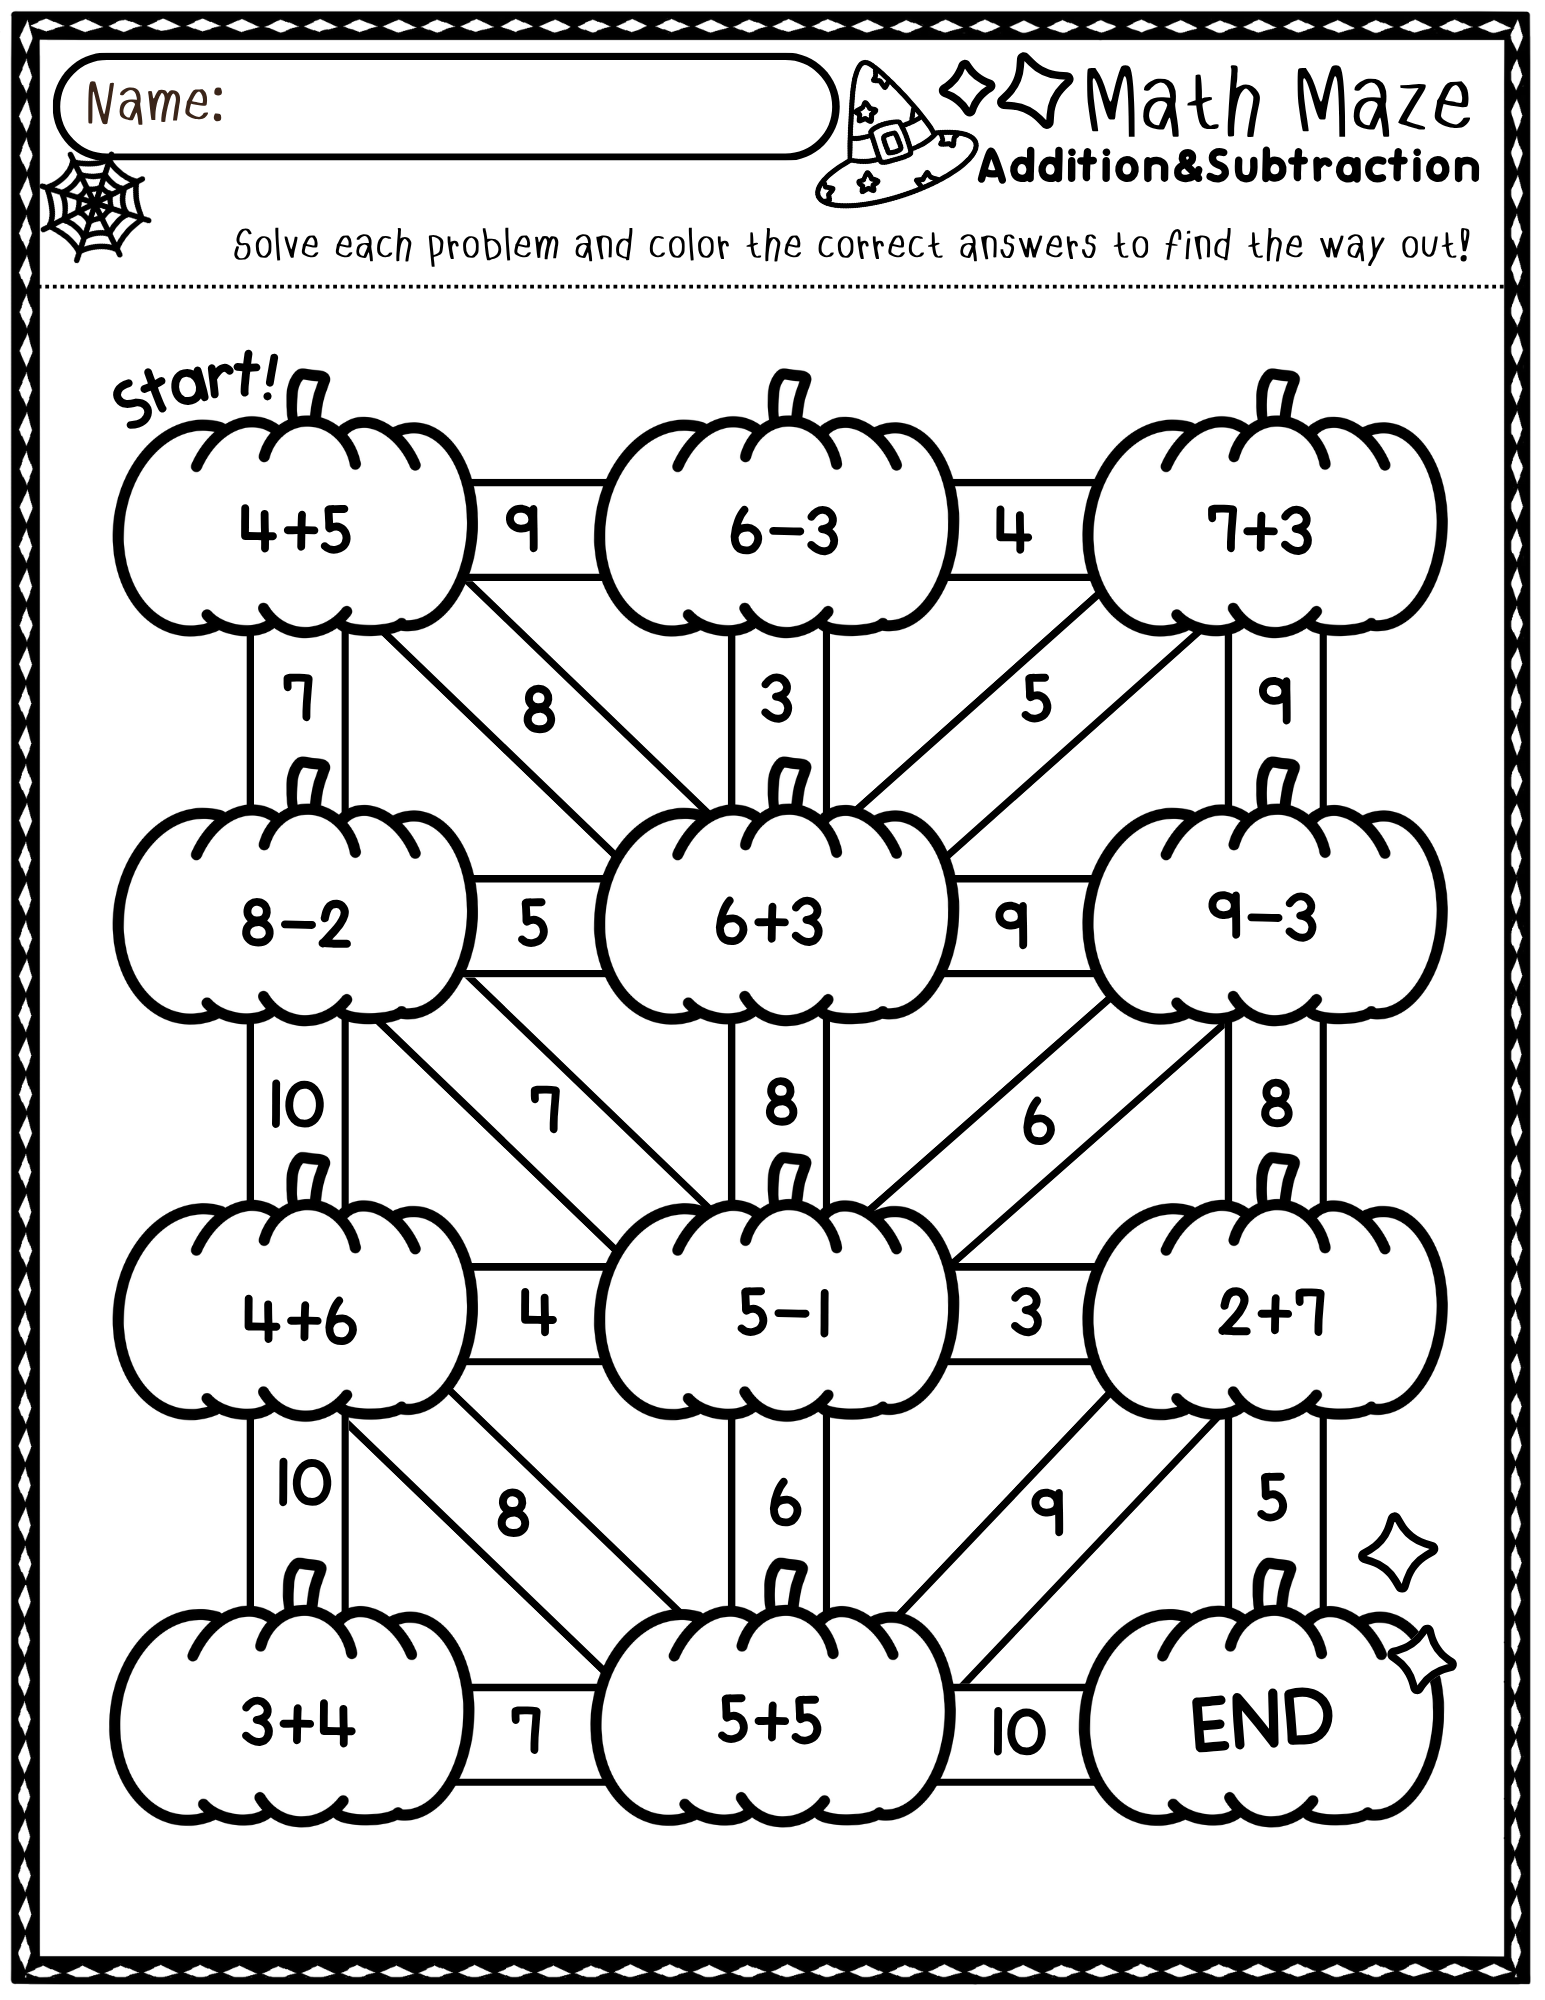 Name:
Math Maze
Addition&Subtraction
Solve each problem and color the correct answers to find the way out!
Start!
4+5 9 6-3 4 7+3
7 8 3 5 9
8-2 5 6+3 9 9-3
10 7 8 6 8
4+6 4 5-1 3 2+7
10 8 6 9 5
3+4 7 5+5 10 END